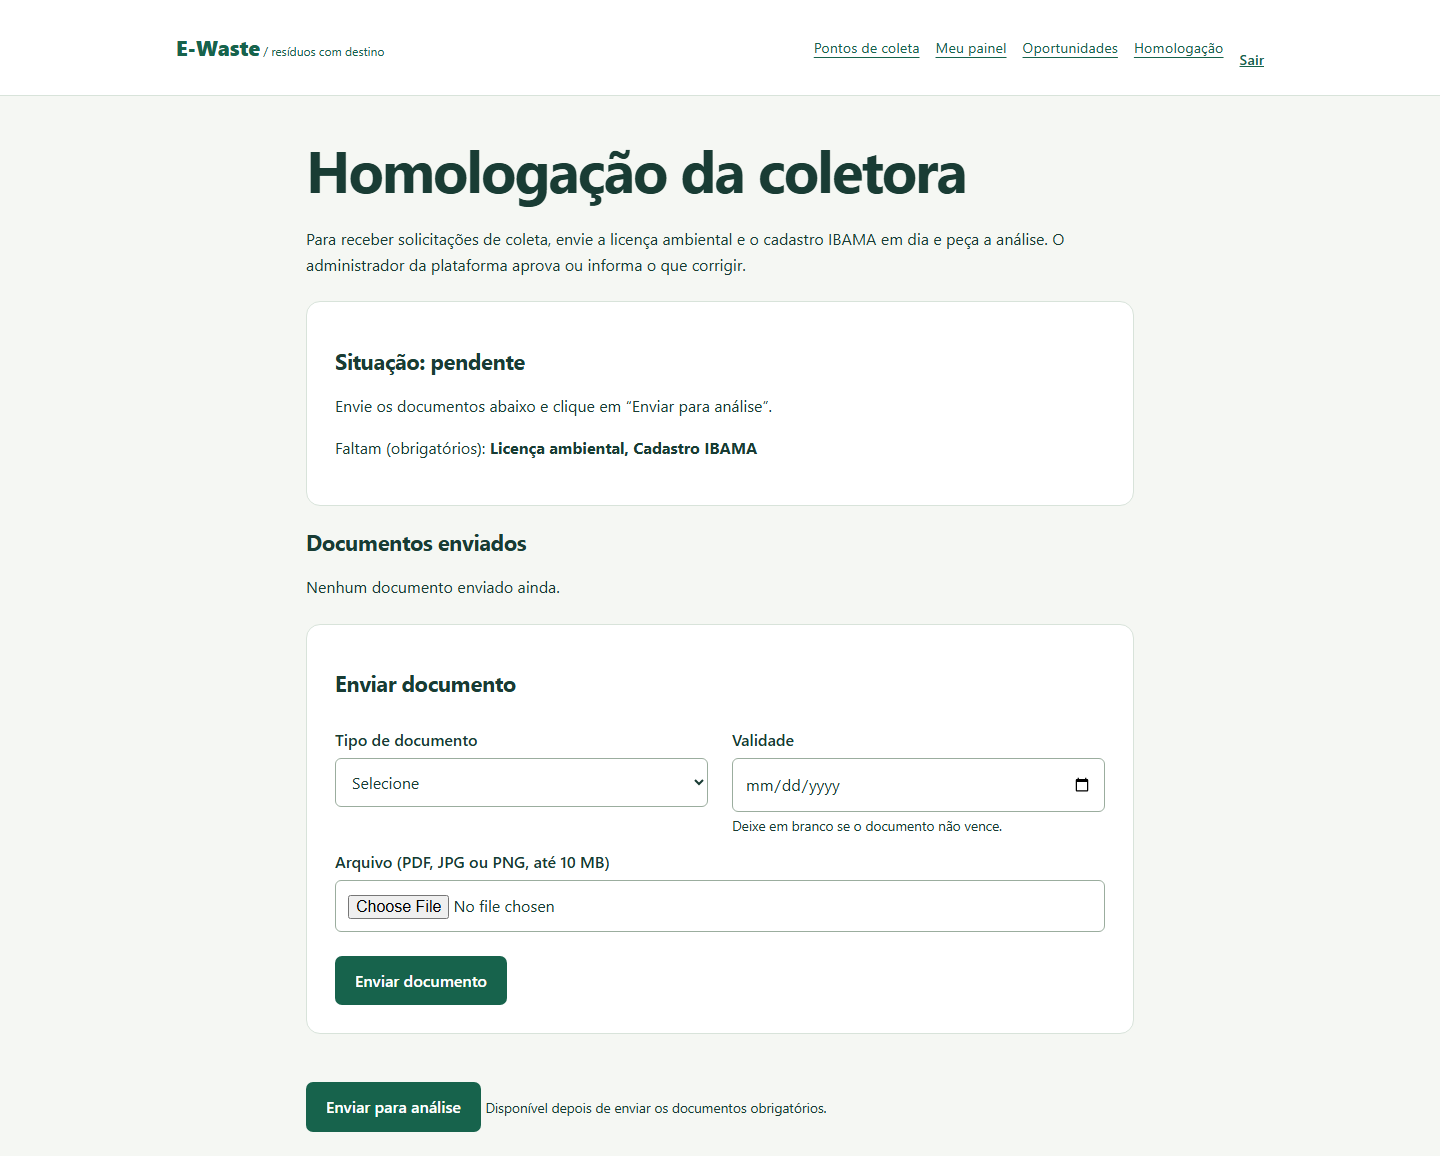 E-Waste / resíduos com destino
Pontos de coleta Meu painel Oportunidades Homologação Sair
Homologação da coletora
Para receber solicitações de coleta, envie a licença ambiental e o cadastro IBAMA em dia e peça a análise. O
administrador da plataforma aprova ou informa o que corrigir.
Situação: pendente
Envie os documentos abaixo e clique em “Enviar para análise”.
Faltam (obrigatórios): Licença ambiental, Cadastro IBAMA
Documentos enviados
Nenhum documento enviado ainda.
Enviar documento
Tipo de documento
Selecione
Validade
mm/dd/yyyy
Deixe em branco se o documento não vence.
Arquivo (PDF, JPG ou PNG, até 10 MB)
Choose File No file chosen
Enviar documento
Enviar para análise Disponível depois de enviar os documentos obrigatórios.